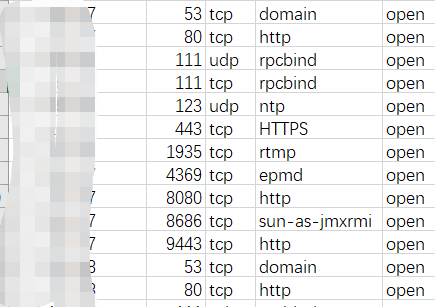 7 53 tcp domain open
80 tcp http open
111 udp rpcbind open
111 tcp rpcbind open
123 udp ntp open
443 tcp HTTPS open
1935 tcp rtmp open
4369 tcp epmd open
7 8080 tcp http open
7 8686 tcp sun-as-jmxrmi open
7 9443 tcp http open
3 53 tcp domain open
3 80 tcp http open